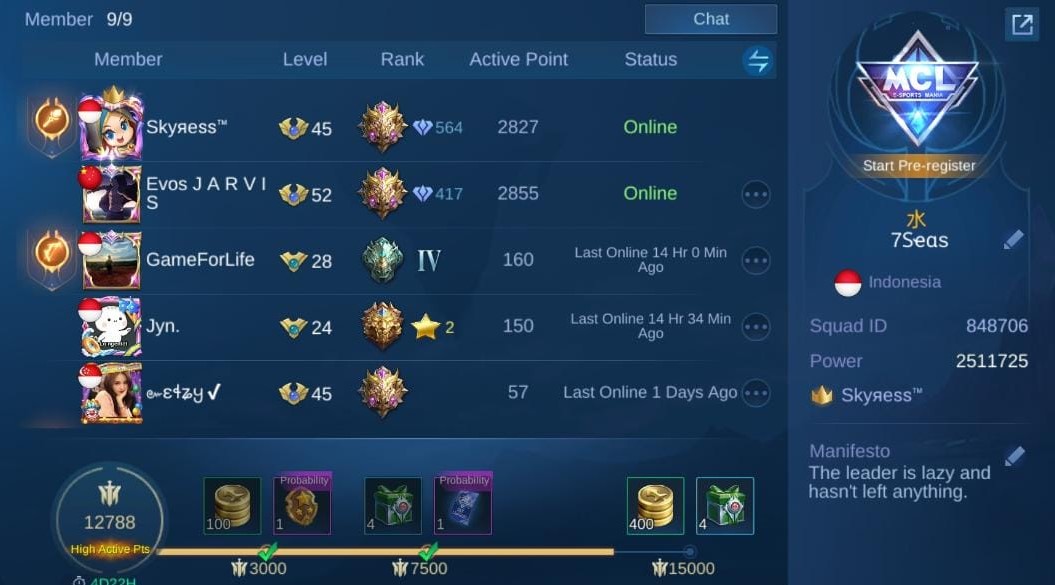 Member 9/9
Chat
Member Level Rank Active Point Status
Skyяess™ 45 564 2827 Online
Evos J A R V I
S 52 417 2855 Online
GameForLife 28 IV 160 Last Online 14 Hr 0 Min
Ago
Jyn. 24 2 150 Last Online 14 Hr 34 Min
Ago
45 57 Last Online 1 Days Ago
MCL
E-SPORTS MANIA
Start Pre-register
水
7Seas
Indonesia
Squad ID 848706
Power 2511725
Skyяess™
Manifesto
The leader is lazy and
hasn't left anything.
12788
High Active Pts
4D22H
100
Probability
1
4
Probability
1
400
4
3000 7500 15000